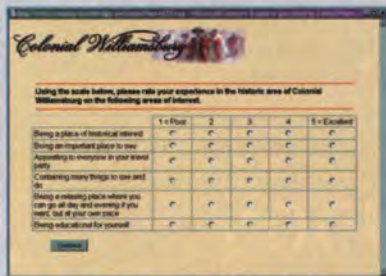 Colonial Williamsburg
Using the scale below, please rate your experience in the historic area of Colonial
Williamsburg on the following areas of interest.
1 = Poor 2 3 4 5 = Excellent
Being a place of historical interest
Being an important place to see
Appealing to everyone in your travel
party
Containing many things to see and
do
Being a relaxing place where you
can go all day and evening if you
want, but at your own pace
Being educational for yourself